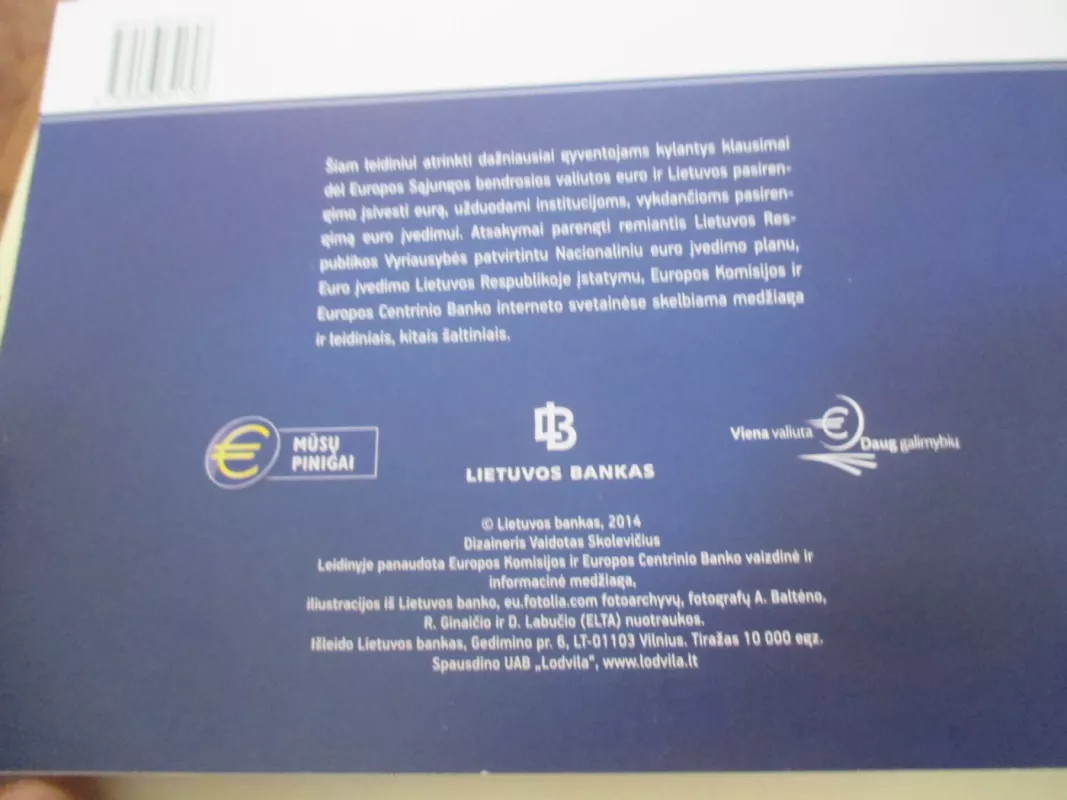 Šiam leidiniui atrinkti dažniausiai gyventojams kylantys klausimai
dėl Europos Sąjungos bendrosios valiutos euro ir Lietuvos pasiren-
gimo įsivesti eurą, užduodami institucijoms, vykdančioms pasiren-
gimą euro įvedimui. Atsakymai parengti remiantis Lietuvos Res-
publikos Vyriausybės patvirtintu Nacionaliniu euro įvedimo planu,
Euro įvedimo Lietuvos Respublikoje įstatymu, Europos Komisijos ir
Europos Centrinio Banko interneto svetainėse skelbiama medžiaga
ir leidiniais, kitais šaltiniais.
€ MŪSŲ
PINIGAI
LIETUVOS BANKAS
Viena valiuta €
Daug galimybių
© Lietuvos bankas, 2014
Dizaineris Vaidotas Skolevičius
Leidinyje panaudota Europos Komisijos ir Europos Centrinio Banko vaizdinė ir
informacinė medžiaga,
iliustracijos iš Lietuvos banko, eu.fotolia.com fotoarchyvų, fotografų A. Baltėno,
R. Ginaičio ir D. Labučio (ELTA) nuotraukos.
Išleido Lietuvos bankas, Gedimino pr. 6, LT-01103 Vilnius. Tiražas 10 000 egz.
Spausdino UAB „Lodvila", www.lodvila.lt